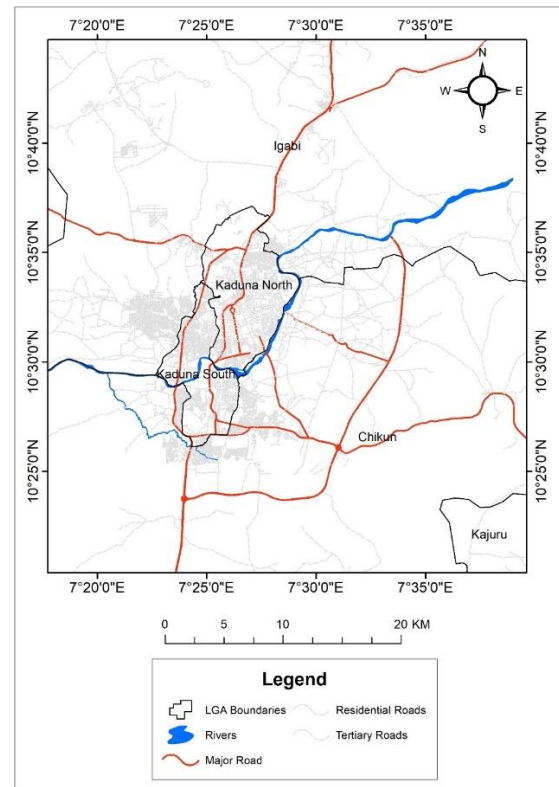 7°20'0"E 7°25'0"E 7°30'0"E 7°35'0"E
N
W E
S
10°40'0"N 10°40'0"N
Igabi
10°35'0"N 10°35'0"N
Kaduna North
10°30'0"N 10°30'0"N
Kaduna South
Chikun
10°25'0"N 10°25'0"N
Kajuru
7°20'0"E 7°25'0"E 7°30'0"E 7°35'0"E
0 5 10 20 KM
Legend
LGA Boundaries Residential Roads
Rivers Tertiary Roads
Major Road